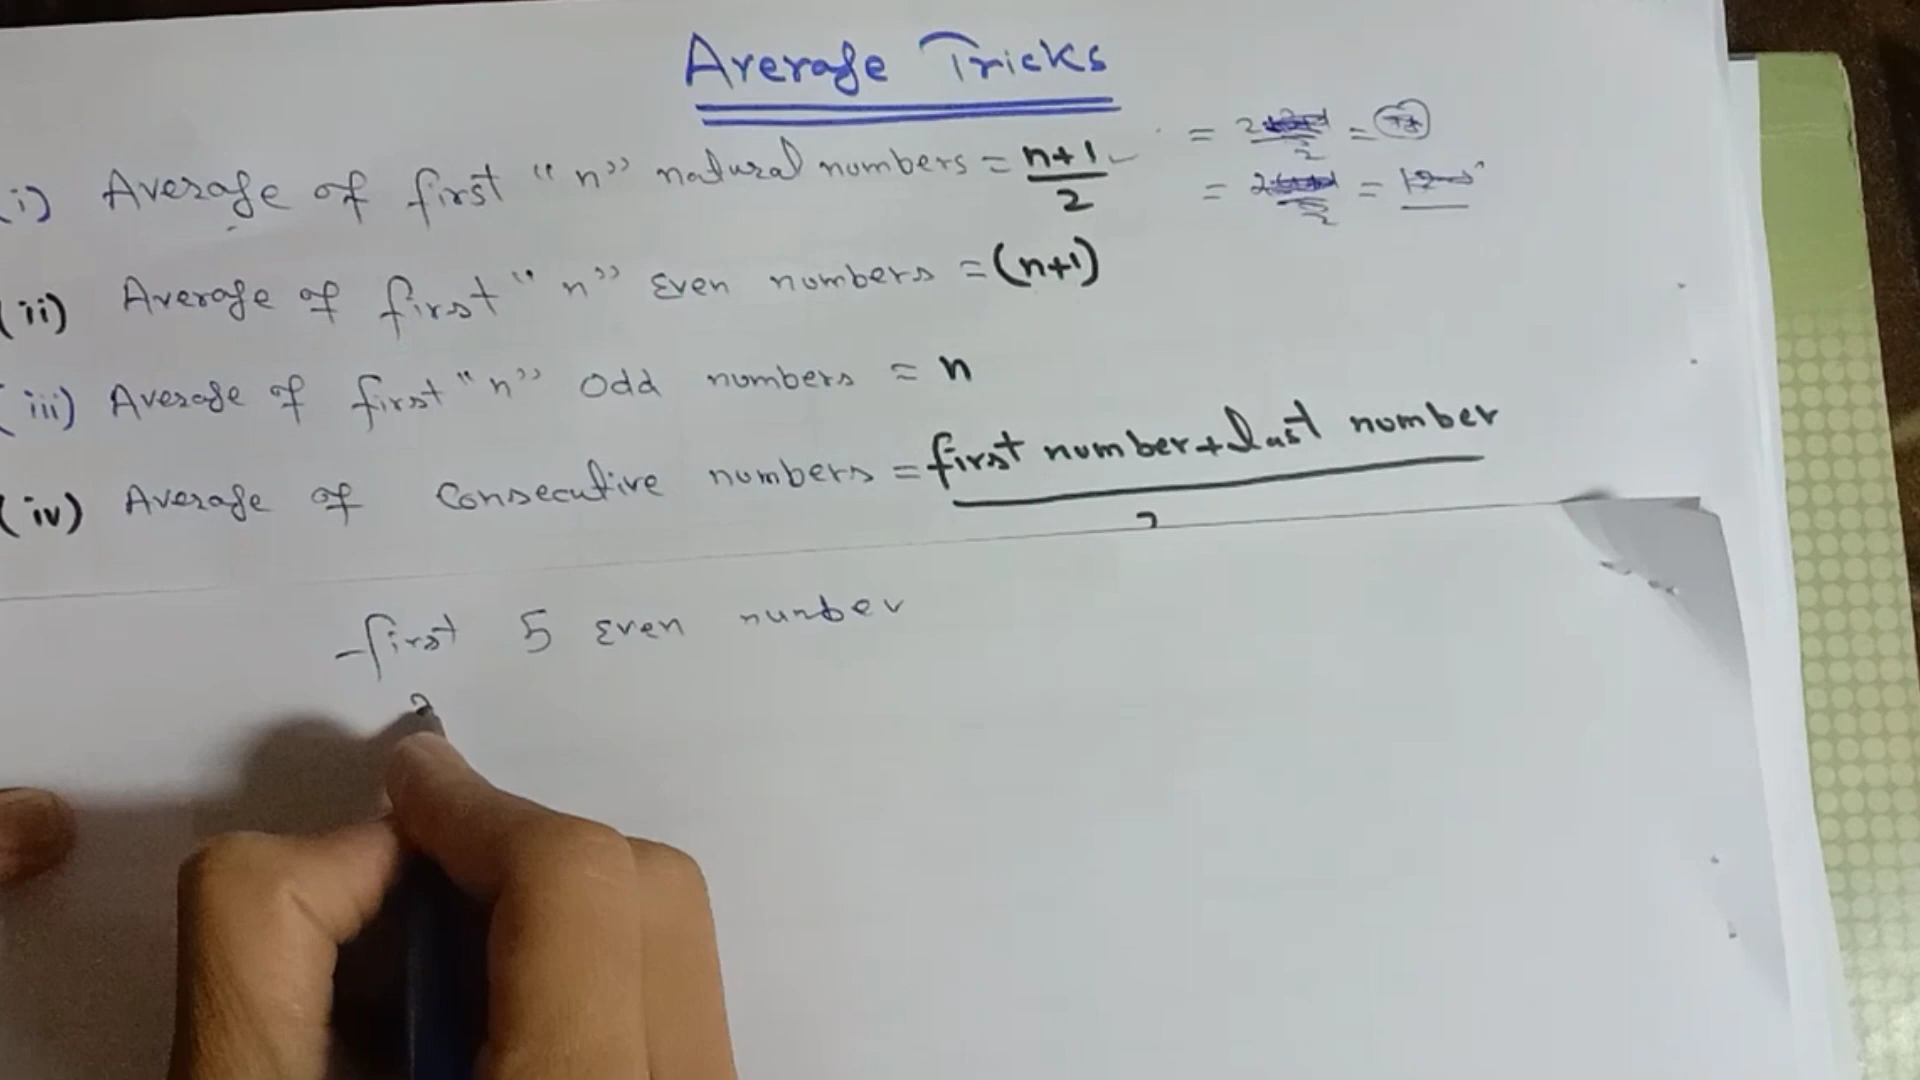 Average Tricks
(i) Average of first "n" natural numbers = n+1/2
(ii) Average of first "n" Even numbers = (n+1)
(iii) Average of first "n" odd numbers = n
(iv) Average of Consecutive numbers = first number + last number/2
first 5 Even number
2